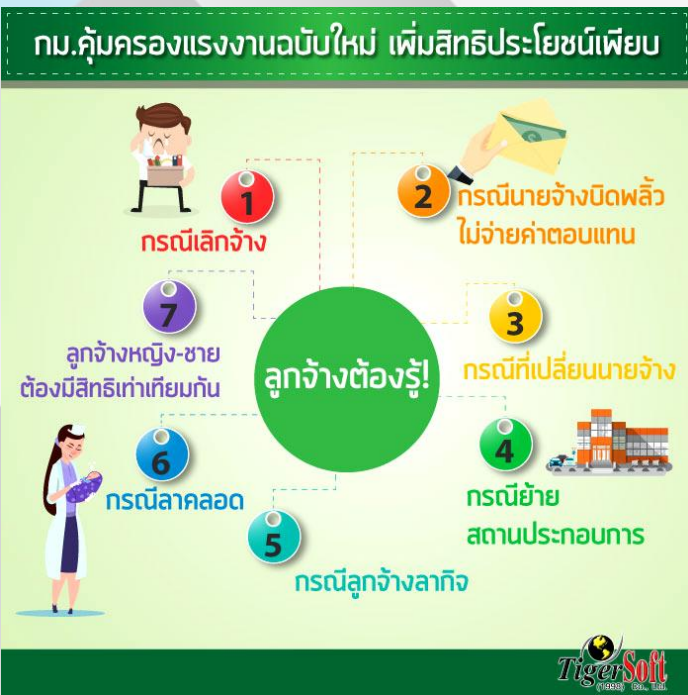 กม.คุ้มครองแรงงานฉบับใหม่ เพิ่มสิทธิประโยชน์เพียบ
1
กรณีเลิกจ้าง
2
กรณีนายจ้างบิดพลิ้ว
ไม่จ่ายค่าตอบแทน
3
กรณีที่เปลี่ยนนายจ้าง
4
กรณีย้าย
สถานประกอบการ
5
กรณีลูกจ้างลากิจ
6
กรณีลาคลอด
7
ลูกจ้างหญิง-ชาย
ต้องมีสิทธิเท่าเทียมกัน
ลูกจ้างต้องรู้!
TigerSoft
(1998) Co., Ltd.